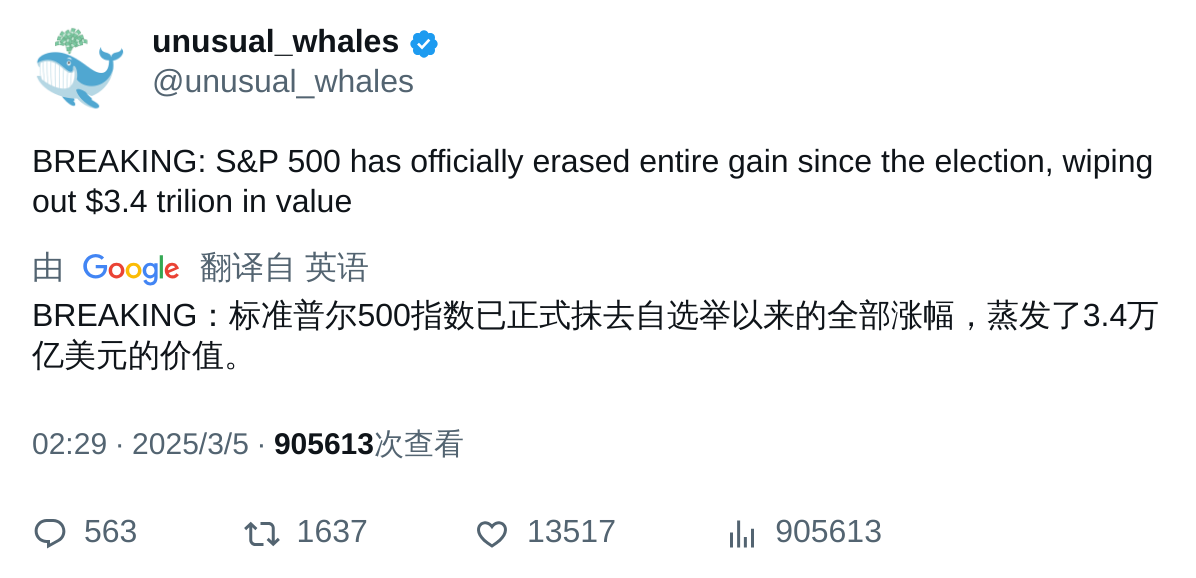 unusual_whales
@unusual_whales
BREAKING: S&P 500 has officially erased entire gain since the election, wiping
out $3.4 trilion in value
由 Google 翻译自 英语
BREAKING：标准普尔500指数已正式抹去自选举以来的全部涨幅，蒸发了3.4万
亿美元的价值。
02:29 · 2025/3/5 · 905613次查看
563 1637 13517 905613